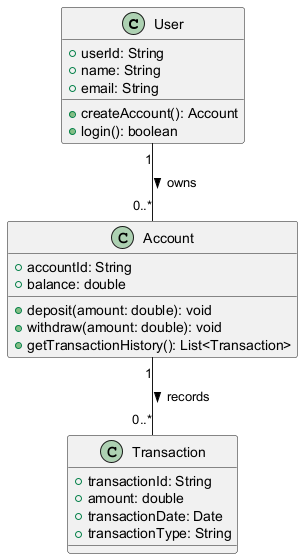 C User
userId: String
name: String
email: String
createAccount(): Account
login(): boolean
1
owns
0..*
C Account
accountId: String
balance: double
deposit(amount: double): void
withdraw(amount: double): void
getTransactionHistory(): List<Transaction>
1
records
0..*
C Transaction
transactionId: String
amount: double
transactionDate: Date
transactionType: String